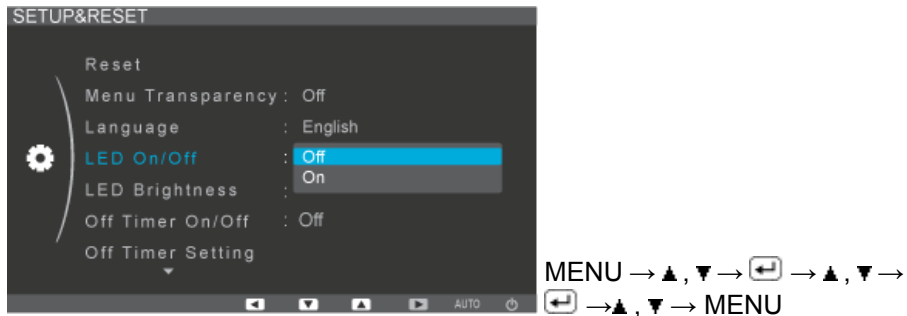 SETUP&RESET
Reset
Menu Transparency : Off
Language : English
LED On/Off : Off
On
LED Brightness :
Off Timer On/Off : Off
Off Timer Setting
AUTO
MENU → ▲ , ▼ → ⏎ → ▲ , ▼ →
⏎ →▲ , ▼ → MENU